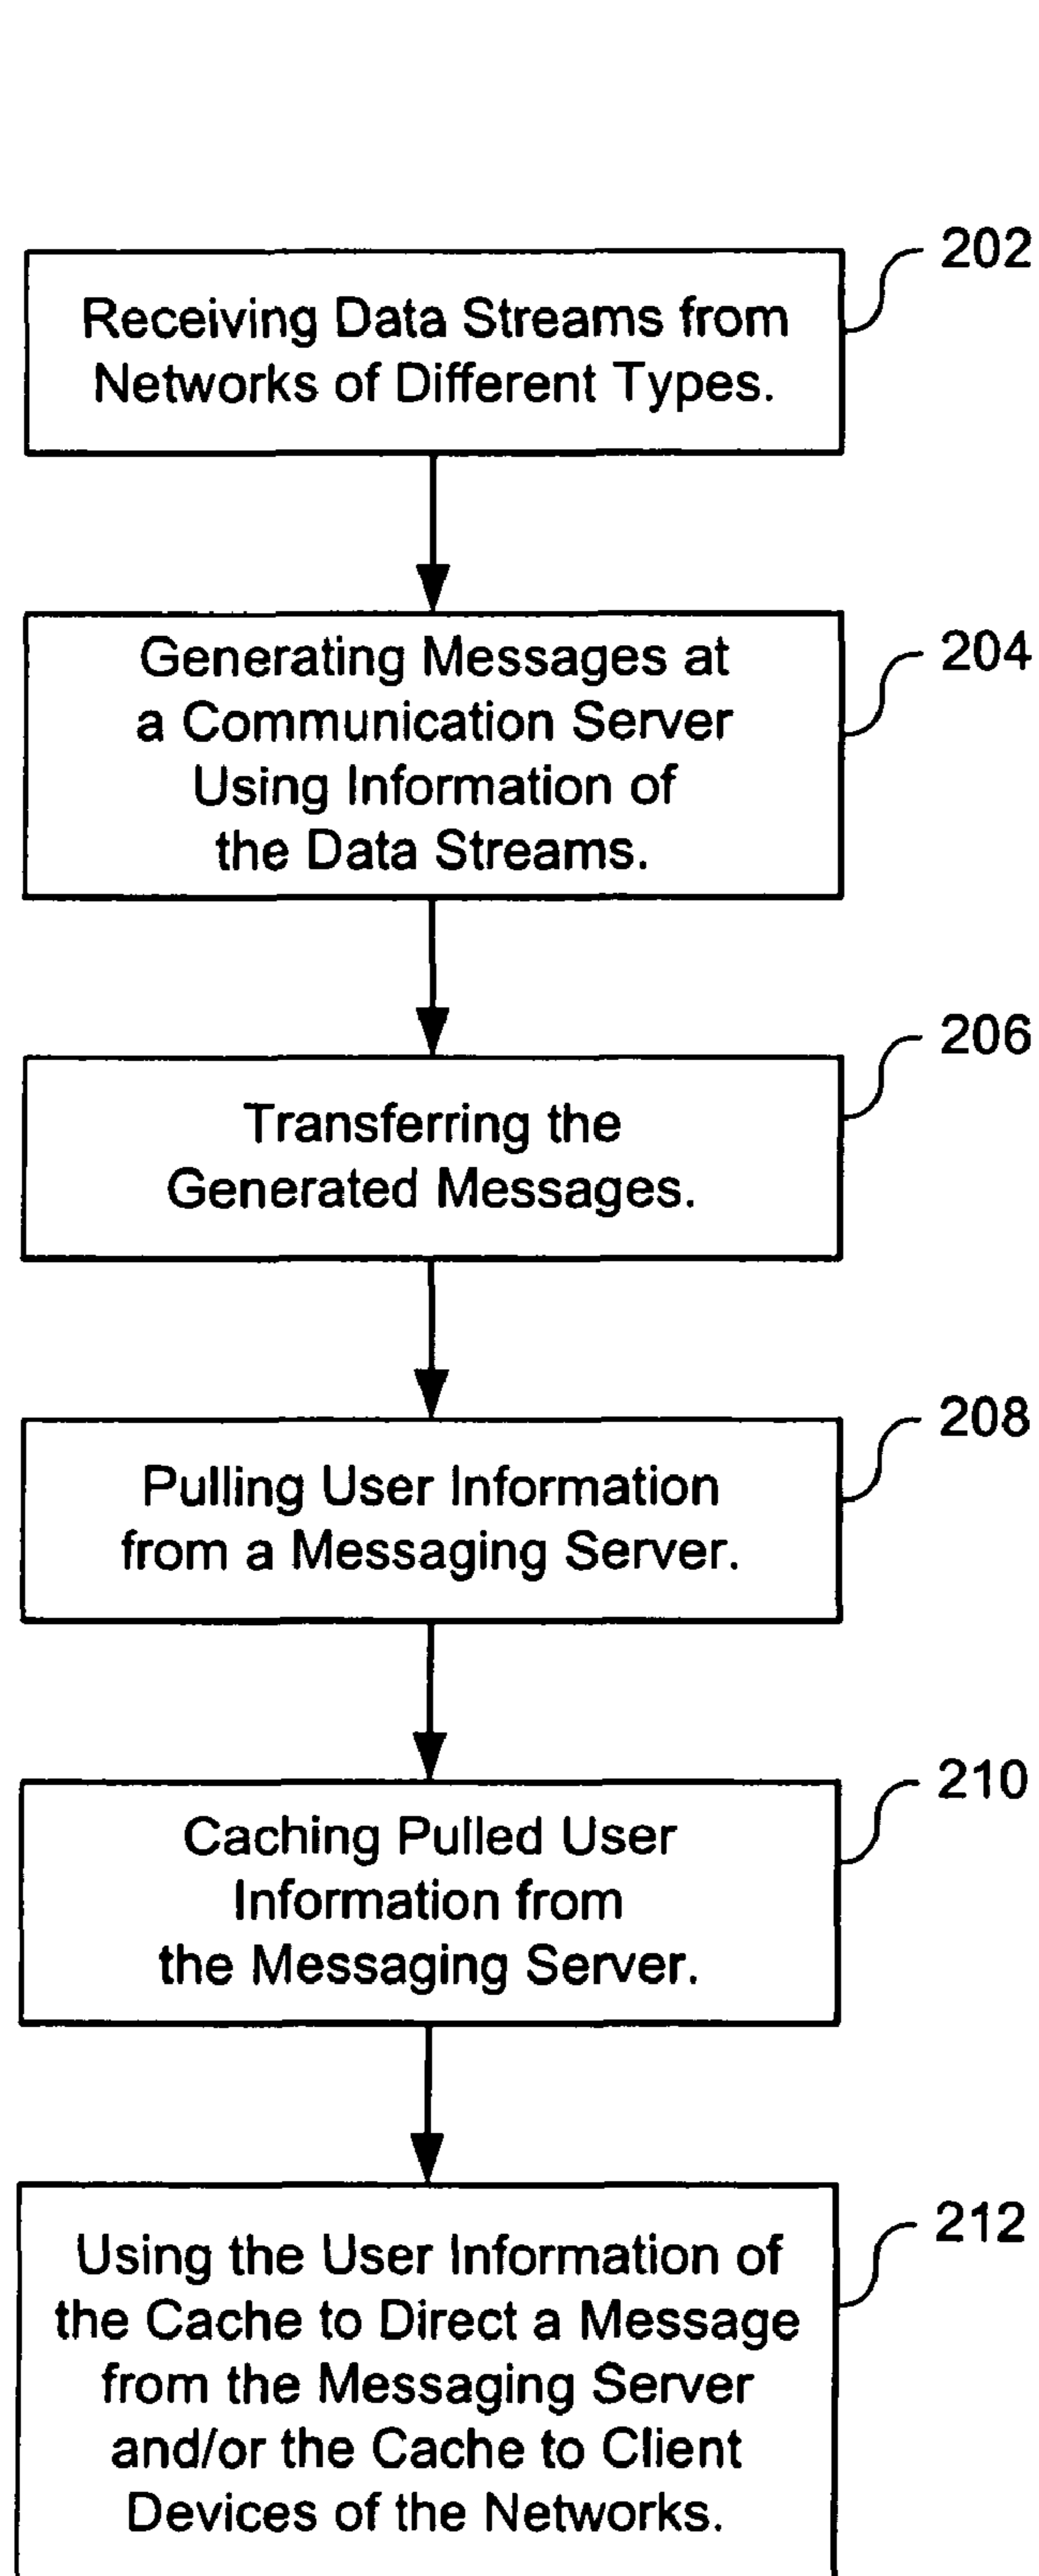 202
Receiving Data Streams from
Networks of Different Types.
204
Generating Messages at
a Communication Server
Using Information of
the Data Streams.
206
Transferring the
Generated Messages.
208
Pulling User Information
from a Messaging Server.
210
Caching Pulled User
Information from
the Messaging Server.
212
Using the User Information of
the Cache to Direct a Message
from the Messaging Server
and/or the Cache to Client
Devices of the Networks.